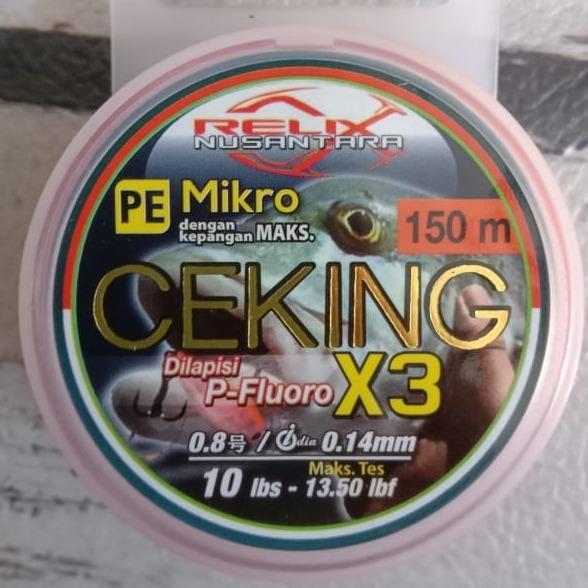 RELIX
NUSANTARA
PE Mikro
dengan
kepangan MAKS.
150 m
CEKING
Dilapisi
P-Fluoro X3
0.8号 / dia 0.14mm
Maks. Tes
10 lbs - 13.50 lbf